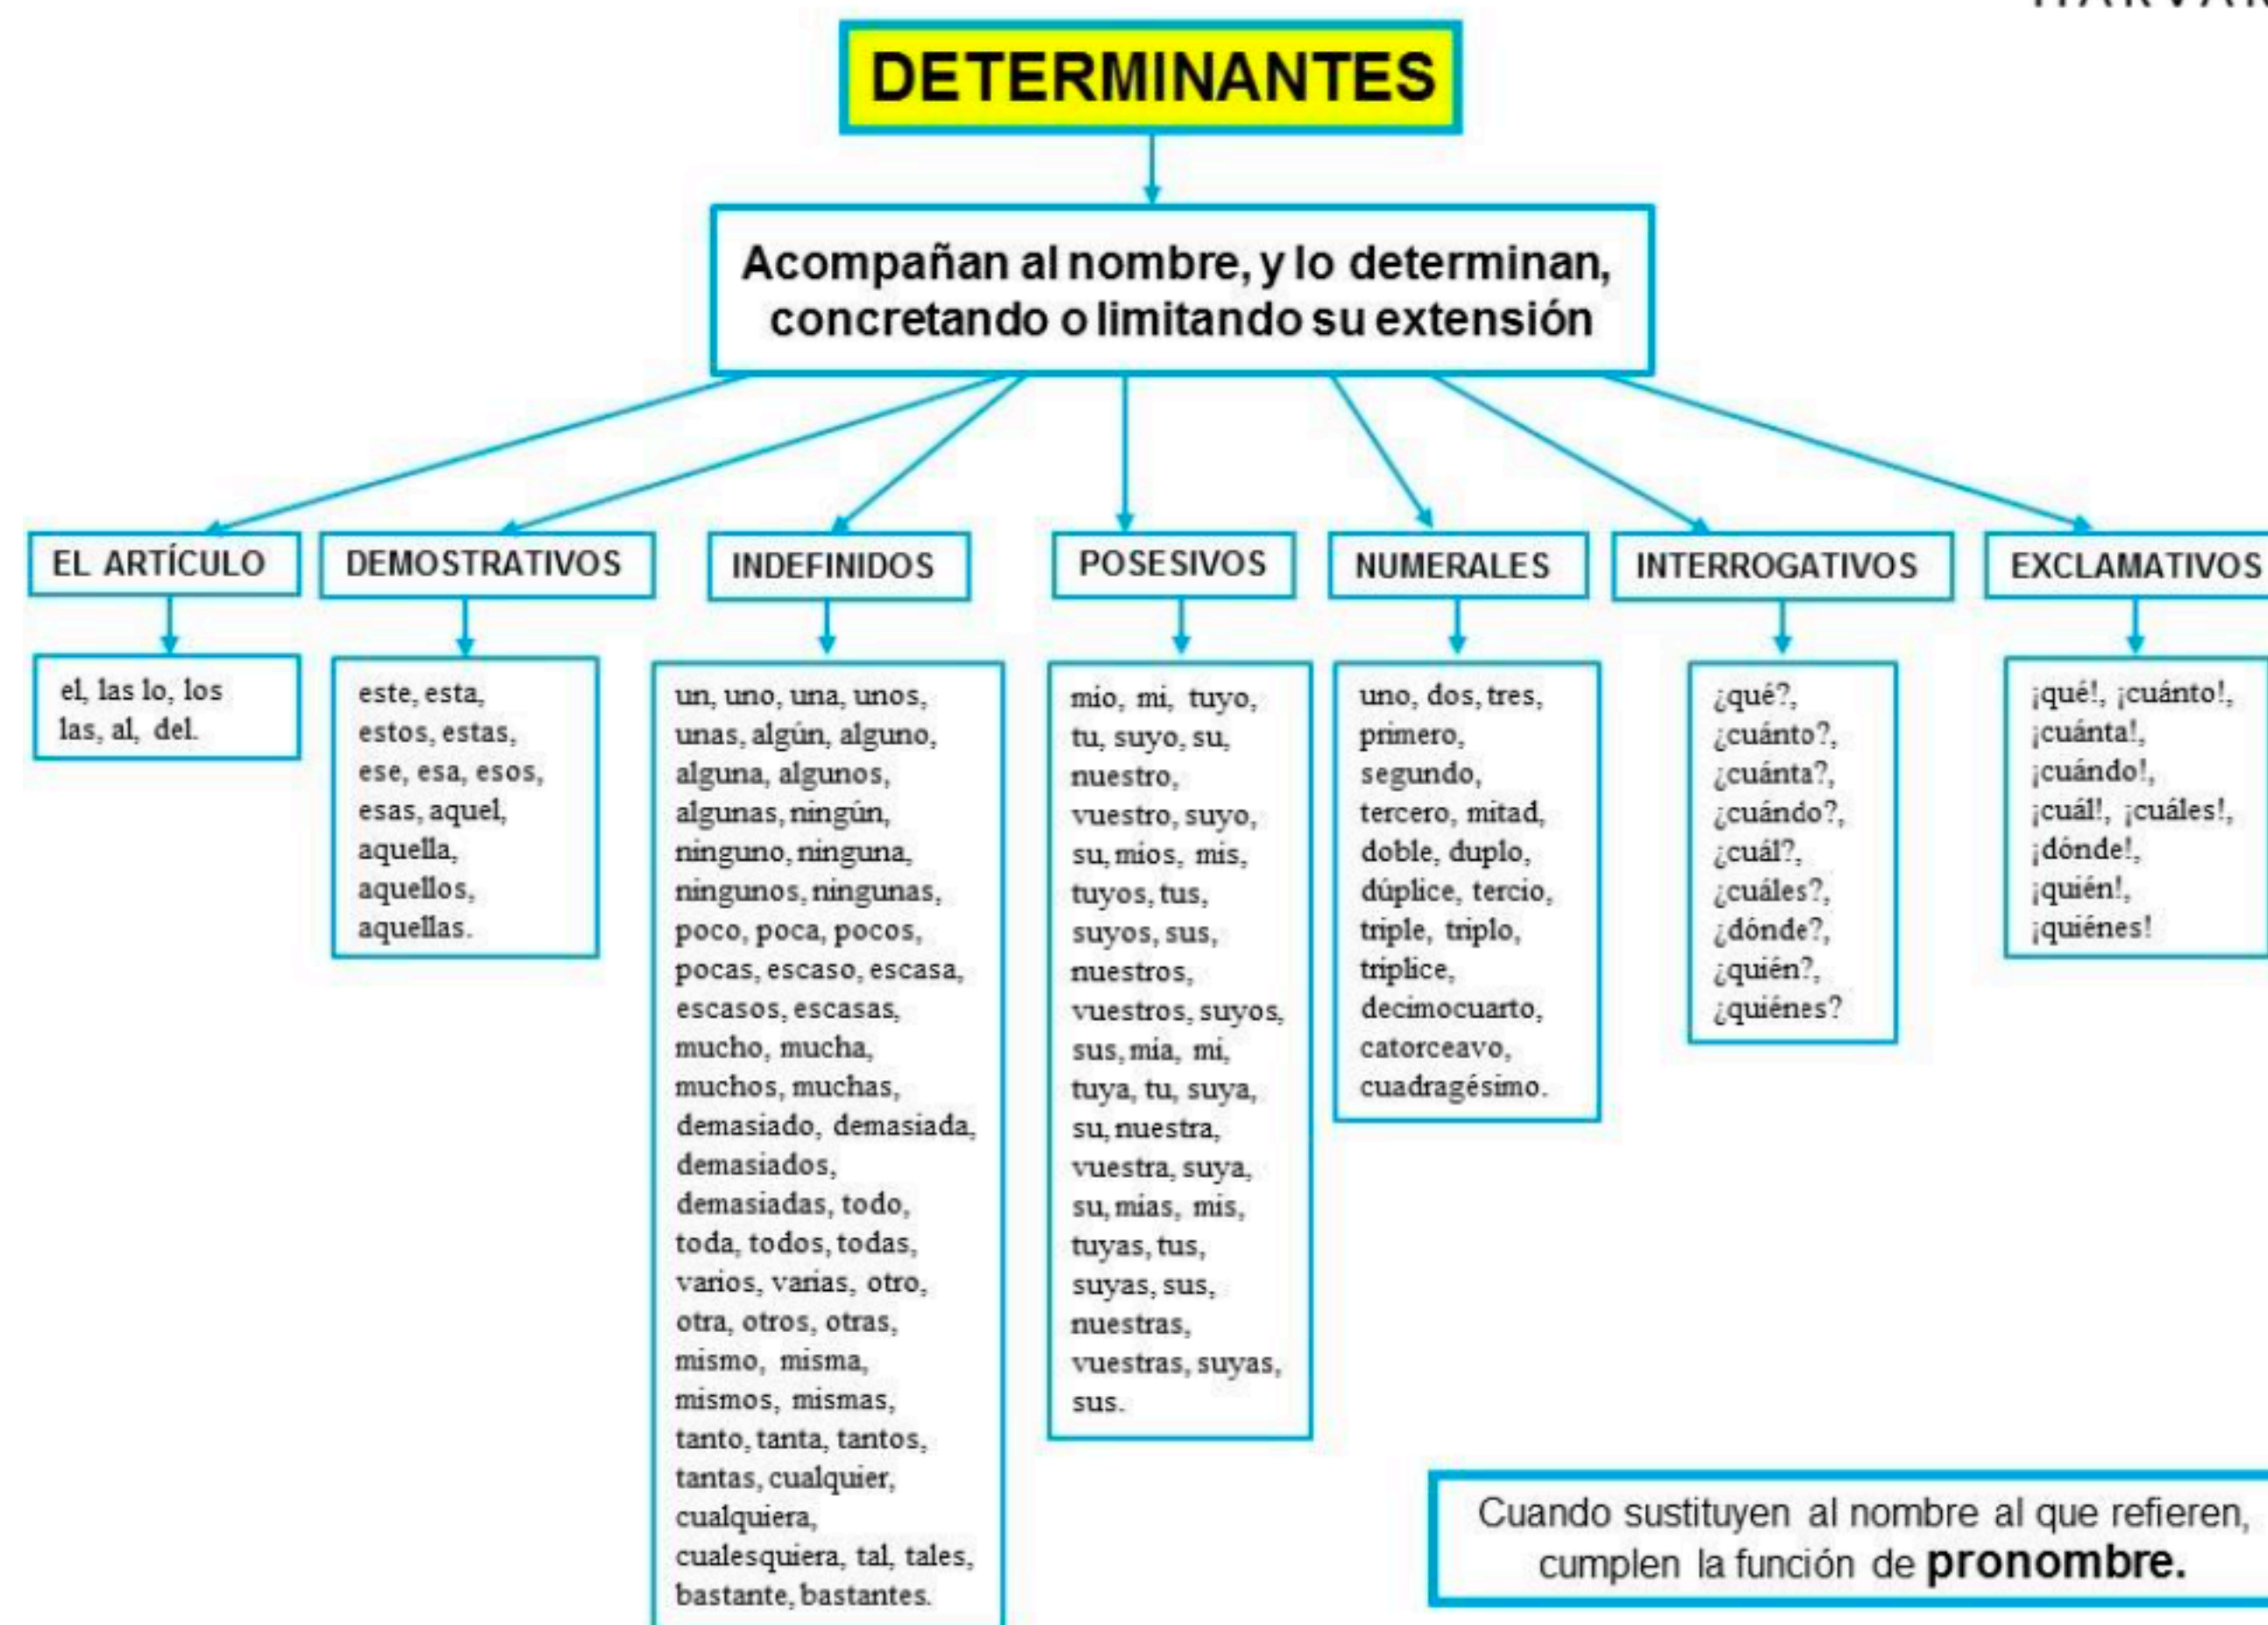 DETERMINANTES
Acompañan al nombre, y lo determinan,
concretando o limitando su extensión
EL ARTÍCULO
el, las lo, los
las, al, del.
DEMOSTRATIVOS
este, esta,
estos, estas,
ese, esa, esos,
esas, aquel,
aquella,
aquellos,
aquellas.
INDEFINIDOS
un, uno, una, unos,
unas, algún, alguno,
alguna, algunos,
algunas, ningún,
ninguno, ninguna,
ningunos, ningunas,
poco, poca, pocos,
pocas, escaso, escasa,
escasos, escasas,
mucho, mucha,
muchos, muchas,
demasiado, demasiada,
demasiados,
demasiadas, todo,
toda, todos, todas,
varios, varias, otro,
otra, otros, otras,
mismo, misma,
mismos, mismas,
tanto, tanta, tantos,
tantas, cualquier,
cualquiera,
cualesquiera, tal, tales,
bastante, bastantes.
POSESIVOS
mío, mi, tuyo,
tu, suyo, su,
nuestro,
vuestro, suyo,
su, míos, mis,
tuyos, tus,
suyos, sus,
nuestros,
vuestros, suyos,
sus, mía, mi,
tuya, tu, suya,
su, nuestra,
vuestra, suya,
su, mías, mis,
tuyas, tus,
suyas, sus,
nuestras,
vuestras, suyas,
sus.
NUMERALES
uno, dos, tres,
primero,
segundo,
tercero, mitad,
doble, duplo,
dúplice, tercio,
triple, triplo,
tríplice,
decimocuarto,
catorceavo,
cuadragésimo.
INTERROGATIVOS
¿qué?,
¿cuánto?,
¿cuánta?,
¿cuándo?,
¿cuál?,
¿cuáles?,
¿dónde?,
¿quién?,
¿quiénes?
EXCLAMATIVOS
¡qué!, ¡cuánto!,
¡cuánta!,
¡cuándo!,
¡cuál!, ¡cuáles!,
¡dónde!,
¡quién!,
¡quiénes!
Cuando sustituyen al nombre al que refieren,
cumplen la función de pronombre.